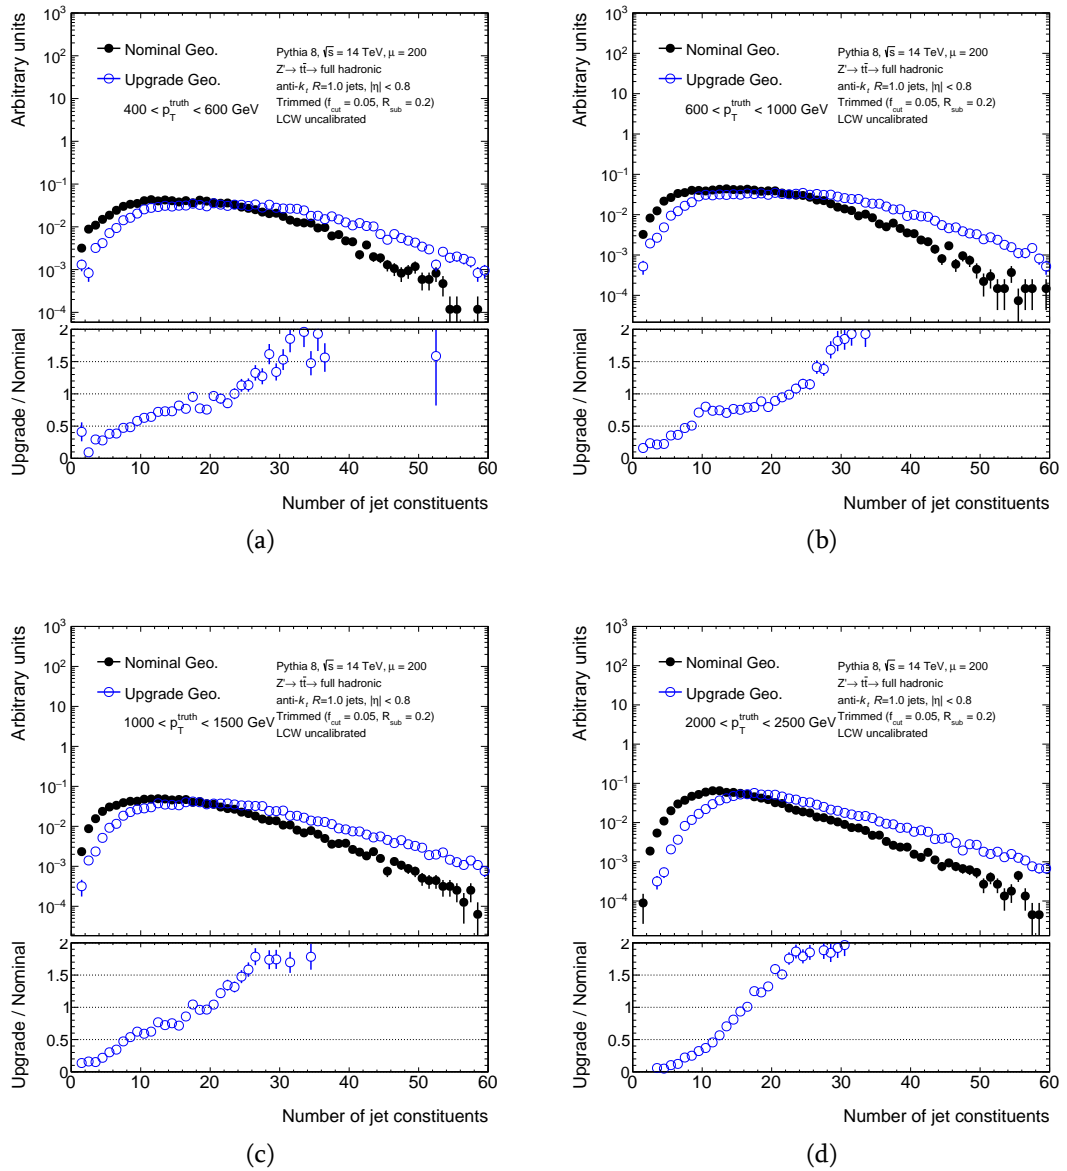 Arbitrary units
10³
10²
10
1
10⁻¹
10⁻²
10⁻³
10⁻⁴
Nominal Geo.
Upgrade Geo.
400 < p_T^truth < 600 GeV
Pythia 8, √s = 14 TeV, μ = 200
Z'→ tt̄→ full hadronic
anti-k_t R=1.0 jets, |η| < 0.8
Trimmed (f_cut = 0.05, R_sub = 0.2)
LCW uncalibrated
Upgrade / Nominal
2
1.5
1
0.5
0
0 10 20 30 40 50 60
Number of jet constituents
(a)
Arbitrary units
10³
10²
10
1
10⁻¹
10⁻²
10⁻³
10⁻⁴
Nominal Geo.
Upgrade Geo.
600 < p_T^truth < 1000 GeV
Pythia 8, √s = 14 TeV, μ = 200
Z'→ tt̄→ full hadronic
anti-k_t R=1.0 jets, |η| < 0.8
Trimmed (f_cut = 0.05, R_sub = 0.2)
LCW uncalibrated
Upgrade / Nominal
2
1.5
1
0.5
0
0 10 20 30 40 50 60
Number of jet constituents
(b)
Arbitrary units
10³
10²
10
1
10⁻¹
10⁻²
10⁻³
10⁻⁴
Nominal Geo.
Upgrade Geo.
1000 < p_T^truth < 1500 GeV
Pythia 8, √s = 14 TeV, μ = 200
Z'→ tt̄→ full hadronic
anti-k_t R=1.0 jets, |η| < 0.8
Trimmed (f_cut = 0.05, R_sub = 0.2)
LCW uncalibrated
Upgrade / Nominal
2
1.5
1
0.5
0
0 10 20 30 40 50 60
Number of jet constituents
(c)
Arbitrary units
10³
10²
10
1
10⁻¹
10⁻²
10⁻³
10⁻⁴
Nominal Geo.
Upgrade Geo.
2000 < p_T^truth < 2500 GeV
Pythia 8, √s = 14 TeV, μ = 200
Z'→ tt̄→ full hadronic
anti-k_t R=1.0 jets, |η| < 0.8
Trimmed (f_cut = 0.05, R_sub = 0.2)
LCW uncalibrated
Upgrade / Nominal
2
1.5
1
0.5
0
0 10 20 30 40 50 60
Number of jet constituents
(d)